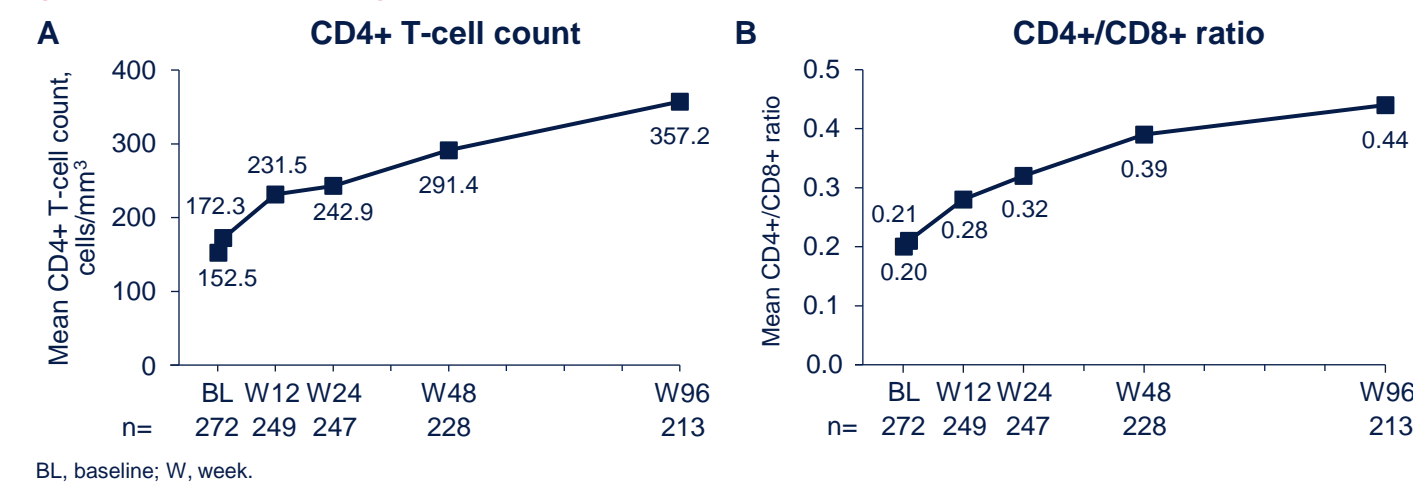 A
CD4+ T-cell count
Mean CD4+ T-cell count,
cells/mm³
400
300
200
100
0
172.3
152.5
231.5
242.9
291.4
357.2
BL W12 W24 W48 W96
n= 272 249 247 228 213
B
CD4+/CD8+ ratio
Mean CD4+/CD8+ ratio
0.5
0.4
0.3
0.2
0.1
0.0
0.21
0.20
0.28
0.32
0.39
0.44
BL W12 W24 W48 W96
n= 272 249 247 228 213
BL, baseline; W, week.